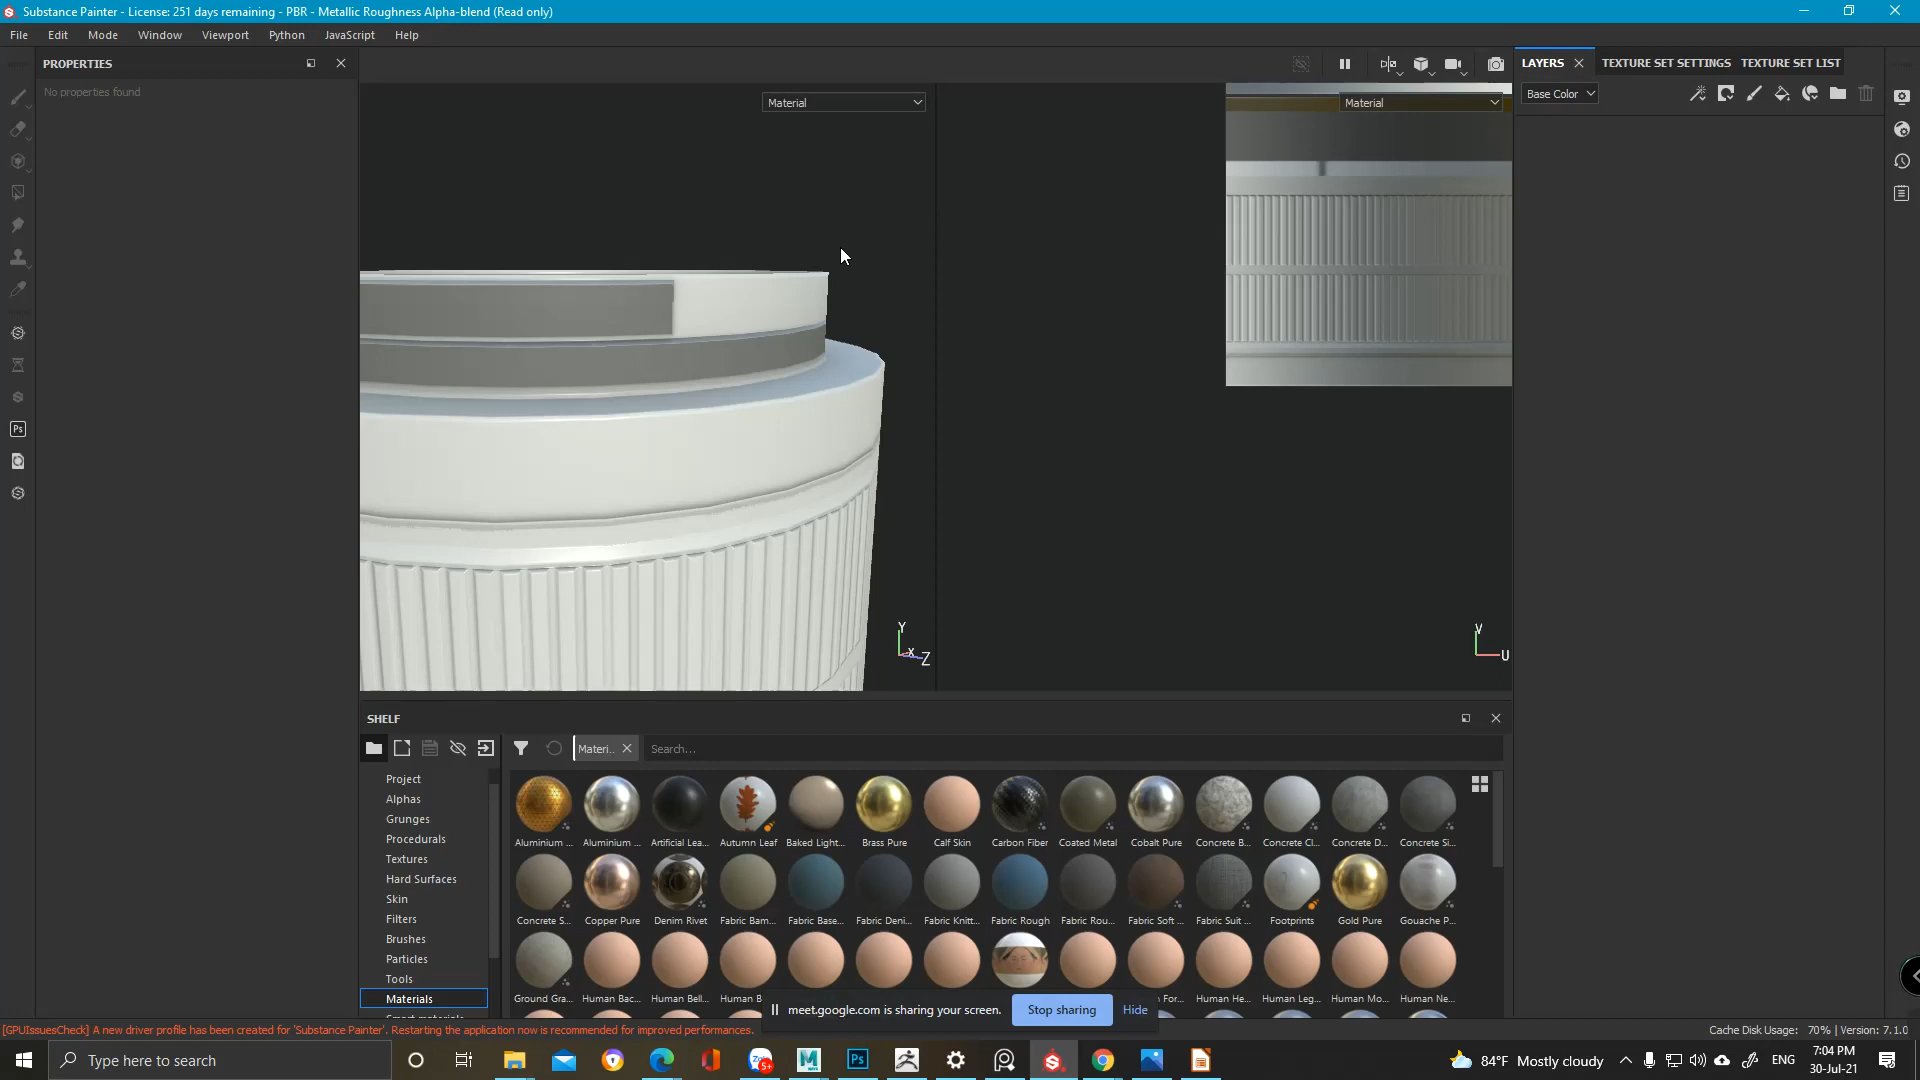 Substance Painter - License: 251 days remaining - PBR - Metallic Roughness Alpha-blend (Read only)
File Edit Mode Window Viewport Python JavaScript Help
PROPERTIES
No properties found
Material
Material
LAYERS
TEXTURE SET SETTINGS
TEXTURE SET LIST
Base Color
Ps
Y
X
Z
V
U
SHELF
Materi..
Search...
Project
Alphas
Grunges
Procedurals
Textures
Hard Surfaces
Skin
Filters
Brushes
Particles
Tools
Materials
Aluminium ... Aluminium ... Artificial Lea... Autumn Leaf Baked Light... Brass Pure Calf Skin Carbon Fiber Coated Metal Cobalt Pure Concrete B... Concrete Cl... Concrete D... Concrete Si...
Concrete S... Copper Pure Denim Rivet Fabric Bam... Fabric Base... Fabric Deni... Fabric Knitt... Fabric Rough Fabric Rou... Fabric Soft ... Fabric Suit ... Footprints Gold Pure Gouache P...
Ground Gra... Human Bac... Human Bell... Human B For... Human He... Human Leg... Human Mo... Human Ne...
meet.google.com is sharing your screen.
Stop sharing
Hide
[GPUIssuesCheck] A new driver profile has been created for 'Substance Painter'. Restarting the application now is recommended for improved performances.
Cache Disk Usage: 70% | Version: 7.1.0
Type here to search
Zalo
5+
M
Ps
84°F Mostly cloudy
ENG
7:04 PM
30-Jul-21